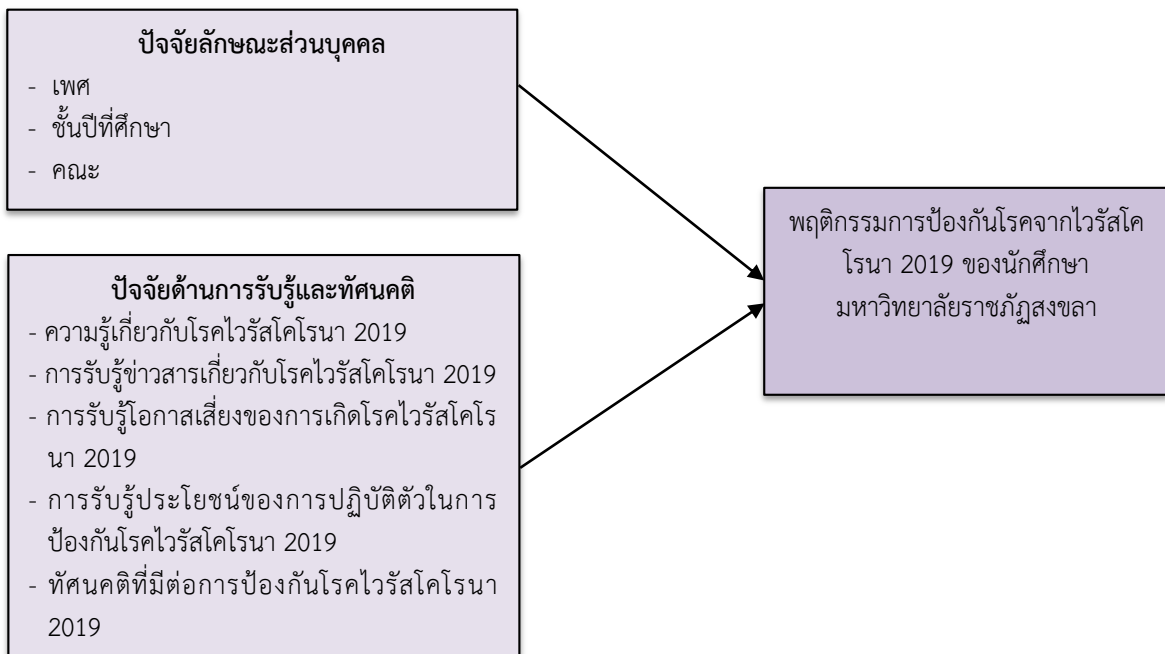 ปัจจัยลักษณะส่วนบุคคล
- เพศ
- ชั้นปีที่ศึกษา
- คณะ
ปัจจัยด้านการรับรู้และทัศนคติ
- ความรู้เกี่ยวกับโรคไวรัสโคโรนา 2019
- การรับรู้ข่าวสารเกี่ยวกับโรคไวรัสโคโรนา 2019
- การรับรู้โอกาสเสี่ยงของการเกิดโรคไวรัสโคโร
นา 2019
- การรับรู้ประโยชน์ของการปฏิบัติตัวในการ
ป้องกันโรคไวรัสโคโรนา 2019
- ทัศนคติที่มีต่อการป้องกันโรคไวรัสโคโรนา
2019
พฤติกรรมการป้องกันโรคจากไวรัสโค
โรนา 2019 ของนักศึกษา
มหาวิทยาลัยราชภัฏสงขลา